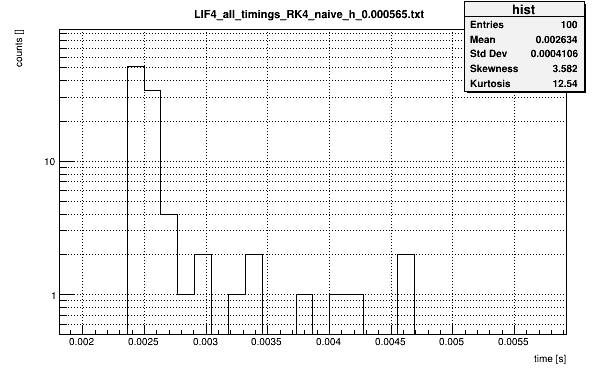 LIF4_all_timings_RK4_naive_h_0.000565.txt
hist
Entries 100
Mean 0.002634
Std Dev 0.0004106
Skewness 3.582
Kurtosis 12.54
counts []
10
1
0.002 0.0025 0.003 0.0035 0.004 0.0045 0.005 0.0055
time [s]